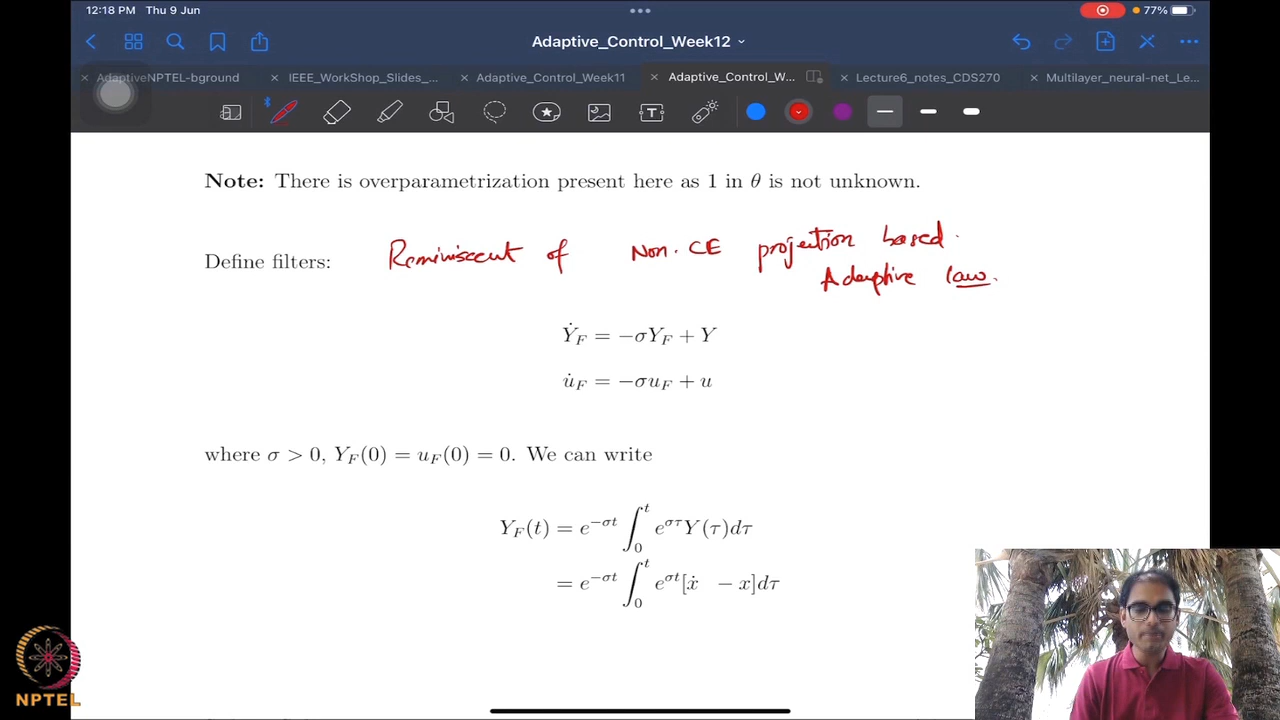 12:18 PM Thu 9 Jun
77%
Adaptive_Control_Week12
AdaptiveNPTEL-bground
IEEE_WorkShop_Slides_...
Adaptive_Control_Week11
Adaptive_Control_W...
Lecture6_notes_CDS270
Multilayer_neural-net_Le...
Note: There is overparametrization present here as 1 in θ is not unknown.
Reminiscent of Non-CE projection based
Define filters:
Adaptive law.
Ẏ_F = −σY_F + Y
u̇_F = −σu_F + u
where σ > 0, Y_F(0) = u_F(0) = 0. We can write
Y_F(t) = e^{−σt} ∫_0^t e^{στ} Y(τ)dτ
= e^{−σt} ∫_0^t e^{σt}[ẋ − x]dτ
NPTEL